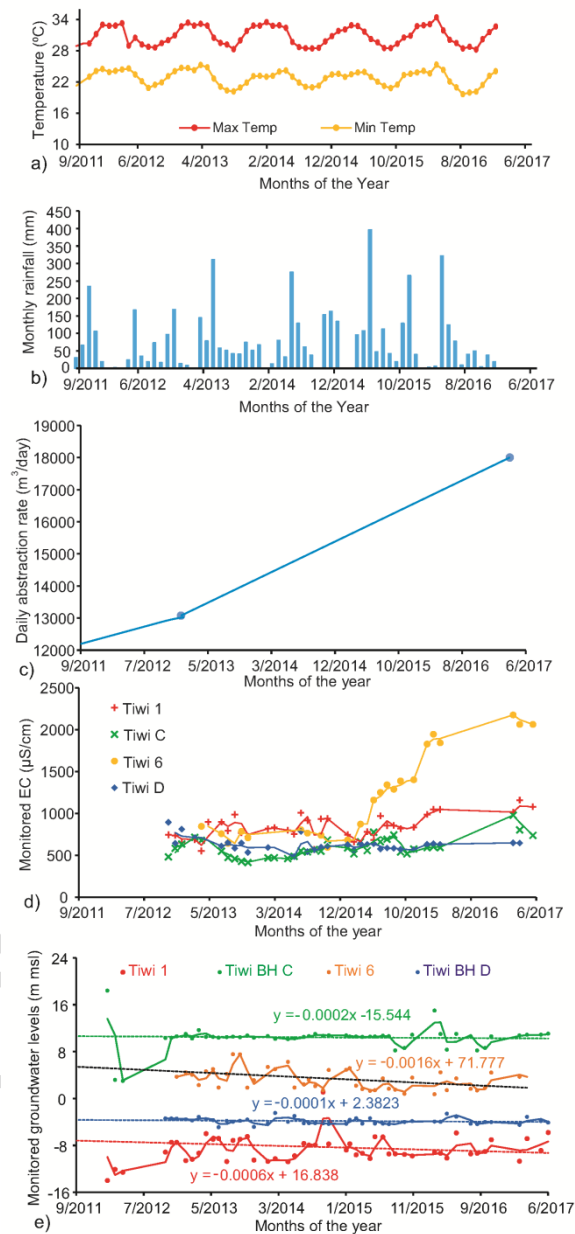 34
28
22
16
10
Temperature (ºC)
Max Temp
Min Temp
9/2011 6/2012 4/2013 2/2014 12/2014 10/2015 8/2016 6/2017
a)
Months of the Year
450
400
350
300
250
200
150
100
50
0
Monthly rainfall (mm)
9/2011 6/2012 4/2013 2/2014 12/2014 10/2015 8/2016 6/2017
b)
Months of the Year
19000
18000
17000
16000
15000
14000
13000
12000
Daily abstraction rate (m³/day)
9/2011 7/2012 5/2013 3/2014 12/2014 10/2015 8/2016 6/2017
c)
Months of the year
2500
2000
1500
1000
500
0
Monitored EC (µS/cm)
Tiwi 1
Tiwi C
Tiwi 6
Tiwi D
9/2011 7/2012 5/2013 3/2014 12/2014 10/2015 8/2016 6/2017
d)
Months of the year
24
16
8
0
-8
-16
Monitored groundwater levels (m msl)
Tiwi 1 Tiwi BH C Tiwi 6 Tiwi BH D
y =-0.0002x -15.544
y =-0.0016x + 71.777
y =-0.0001x + 2.3823
y =-0.0006x + 16.838
9/2011 7/2012 5/2013 3/2014 1/2015 11/2015 9/2016 6/2017
e)
Months of the year